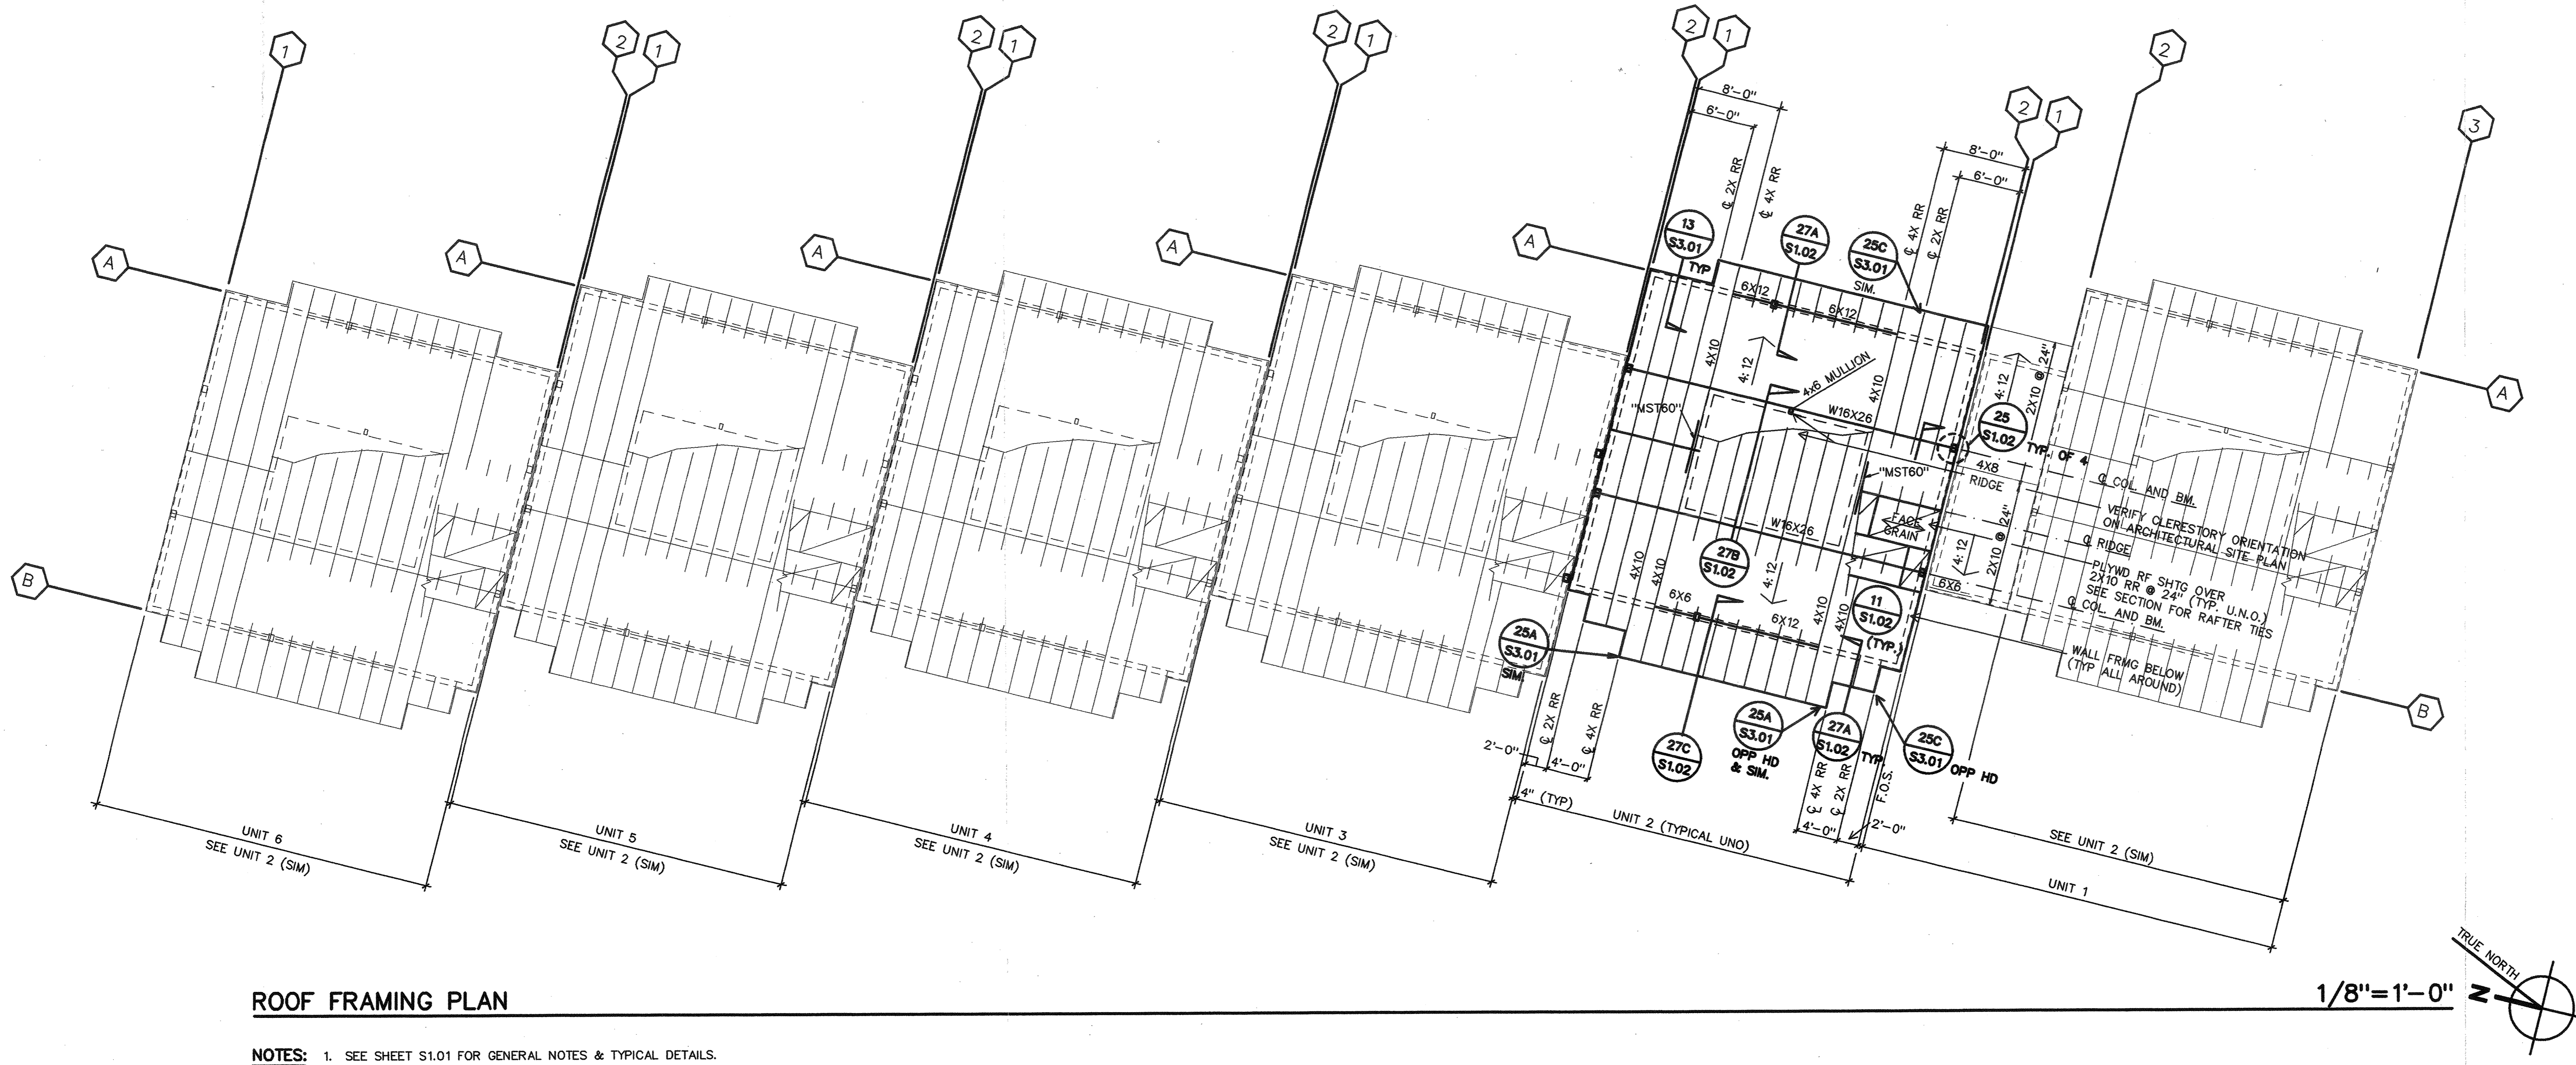 1
2
1
2
1
2
1
2
1
2
1
2
3
A
A
A
A
A
A
B
B
8'-0"
6'-0"
℄ 2X RR
℄ 4X RR
8'-0"
6'-0"
℄ 4X RR
℄ 2X RR
13
S3.01
TYP
27A
S1.02
25C
S3.01
SIM.
6X12
6X12
4X10
4:12
4x6 MULLION
4X10
"MST60"
W16X26
4:12
2X10 @ 24"
25
S1.02
TYP. OF 4
4X8
RIDGE
"MST60"
℄ COL. AND BM.
VERIFY CLERESTORY ORIENTATION
ON ARCHITECTURAL SITE PLAN
℄ RIDGE
FACE
GRAIN
W16X26
27B
S1.02
4:12
4:12
2X10 @ 24"
PLYWD RF SHTG OVER
2X10 RR @ 24" (TYP. U.N.O.)
SEE SECTION FOR RAFTER TIES
℄ COL. AND BM.
6X6
4X10
4X10
6X6
6X12
4X10
4X10
11
S1.02
(TYP.)
WALL FRMG BELOW
(TYP ALL AROUND)
25A
S3.01
SIM.
℄ 2X RR
℄ 4X RR
2'-0"
4'-0"
4" (TYP)
27C
S1.02
25A
S3.01
OPP HD
& SIM.
27A
S1.02
TYP
25C
S3.01
OPP HD
℄ 4X RR
℄ 2X RR
F.O.S.
4'-0"
2'-0"
UNIT 6
SEE UNIT 2 (SIM)
UNIT 5
SEE UNIT 2 (SIM)
UNIT 4
SEE UNIT 2 (SIM)
UNIT 3
SEE UNIT 2 (SIM)
UNIT 2 (TYPICAL UNO)
SEE UNIT 2 (SIM)
UNIT 1
TRUE NORTH
N
ROOF FRAMING PLAN
1/8"=1'-0"
NOTES: 1. SEE SHEET S1.01 FOR GENERAL NOTES & TYPICAL DETAILS.